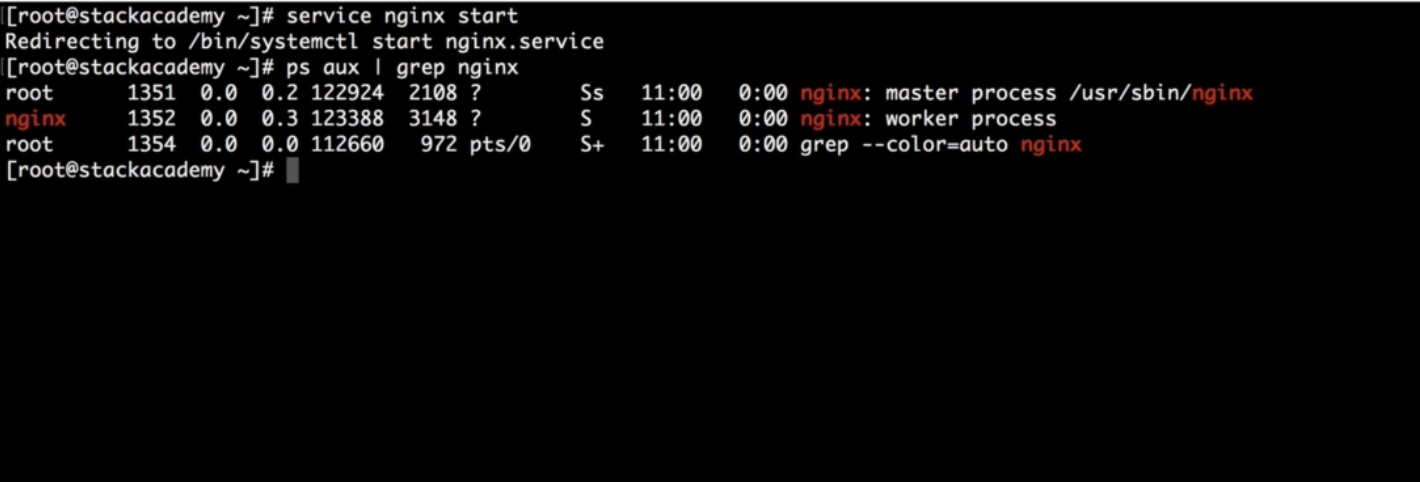 [root@stackacademy ~]# service nginx start
Redirecting to /bin/systemctl start nginx.service
[root@stackacademy ~]# ps aux | grep nginx
root      1351  0.0  0.2 122924  2108 ?        Ss   11:00   0:00 nginx: master process /usr/sbin/nginx
nginx     1352  0.0  0.3 123388  3148 ?        S    11:00   0:00 nginx: worker process
root      1354  0.0  0.0 112660   972 pts/0    S+   11:00   0:00 grep --color=auto nginx
[root@stackacademy ~]#